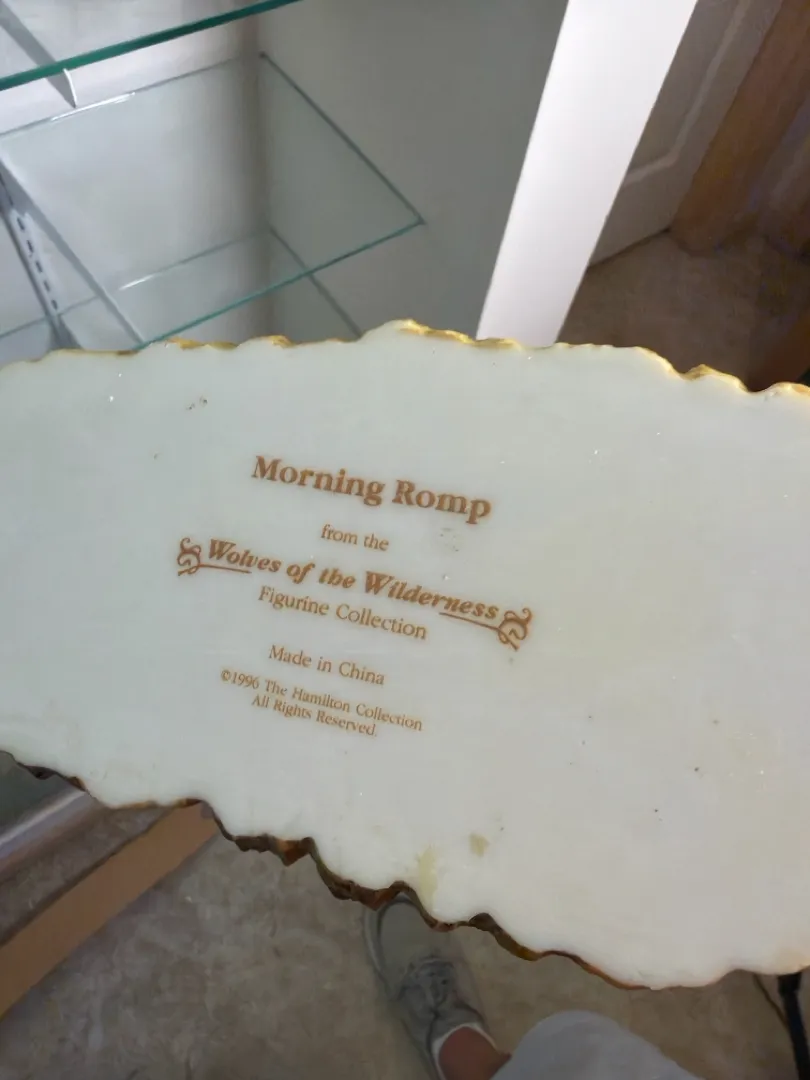 Morning Romp
from the
Wolves of the Wilderness
Figurine Collection
Made in China
©1996 The Hamilton Collection
All Rights Reserved.